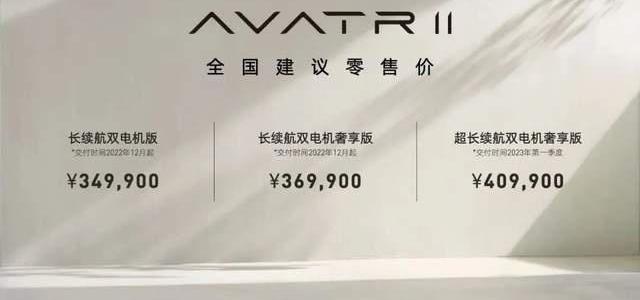 AVATR 11
全国建议零售价
长续航双电机版
*交付时间2022年12月起
¥349,900
长续航双电机奢享版
*交付时间2022年12月起
¥369,900
超长续航双电机奢享版
*交付时间2023年第一季度
¥409,900